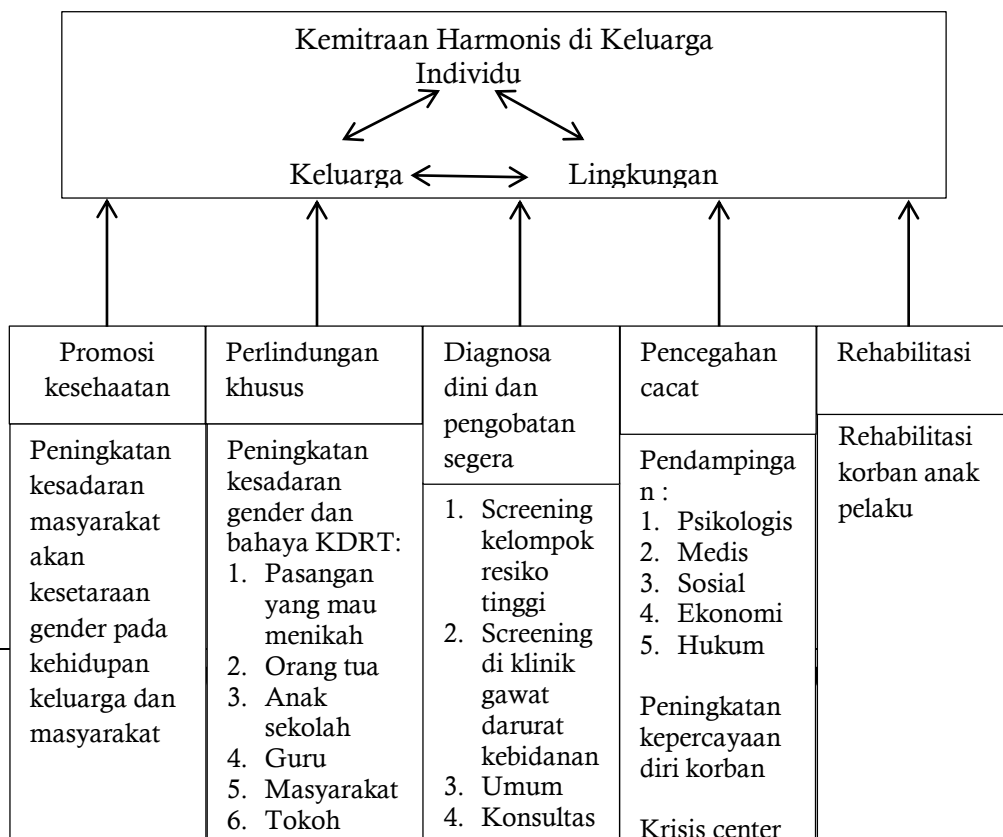 Kemitraan Harmonis di Keluarga
Individu
Keluarga
Lingkungan
Promosi
kesehaatan
Peningkatan
kesadaran
masyarakat
akan
kesetaraan
gender pada
kehidupan
keluarga dan
masyarakat
Perlindungan
khusus
Peningkatan
kesadaran
gender dan
bahaya KDRT:
1. Pasangan
yang mau
menikah
2. Orang tua
3. Anak
sekolah
4. Guru
5. Masyarakat
6. Tokoh
Diagnosa
dini dan
pengobatan
segera
1. Screening
kelompok
resiko
tinggi
2. Screening
di klinik
gawat
darurat
kebidanan
3. Umum
4. Konsultas
Pencegahan
cacat
Pendampinga
n :
1. Psikologis
2. Medis
3. Sosial
4. Ekonomi
5. Hukum
Peningkatan
kepercayaan
diri korban
Krisis center
Rehabilitasi
Rehabilitasi
korban anak
pelaku